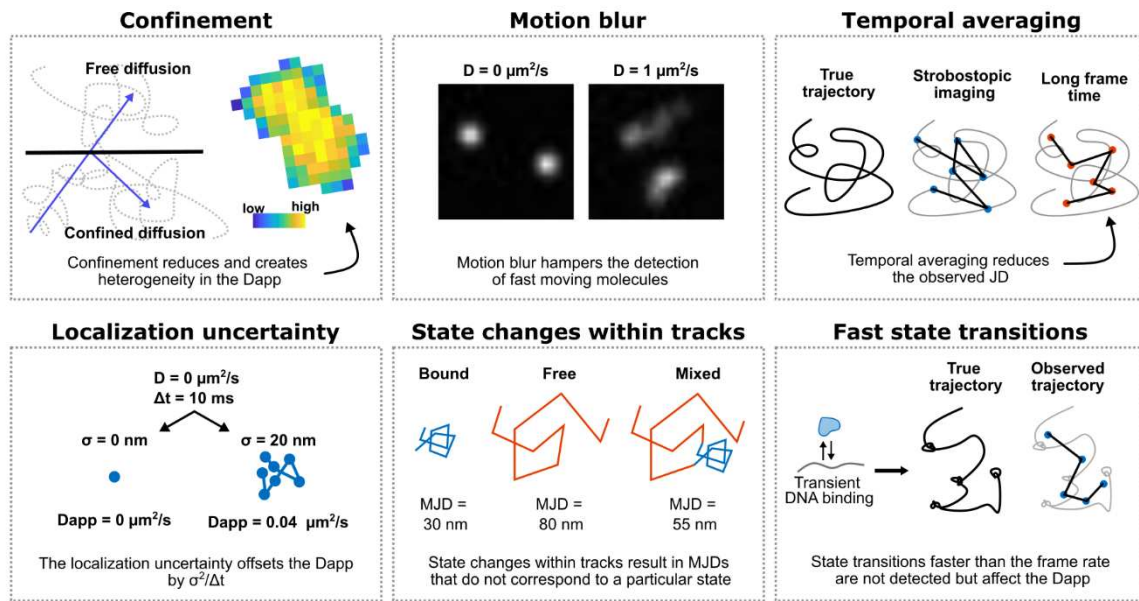 Confinement
Free diffusion
low
high
Confined diffusion
Confinement reduces and creates
heterogeneity in the Dapp
Motion blur
D = 0 µm²/s
D = 1 µm²/s
Motion blur hampers the detection
of fast moving molecules
Temporal averaging
True
trajectory
Strobostopic
imaging
Long frame
time
Temporal averaging reduces
the observed JD
Localization uncertainty
D = 0 µm²/s
Δt = 10 ms
σ = 0 nm
σ = 20 nm
Dapp = 0 µm²/s
Dapp = 0.04 µm²/s
The localization uncertainty offsets the Dapp
by σ²/Δt
State changes within tracks
Bound
Free
Mixed
MJD =
30 nm
MJD =
80 nm
MJD =
55 nm
State changes within tracks result in MJDs
that do not correspond to a particular state
Fast state transitions
True
trajectory
Observed
trajectory
Transient
DNA binding
State transitions faster than the frame rate
are not detected but affect the Dapp